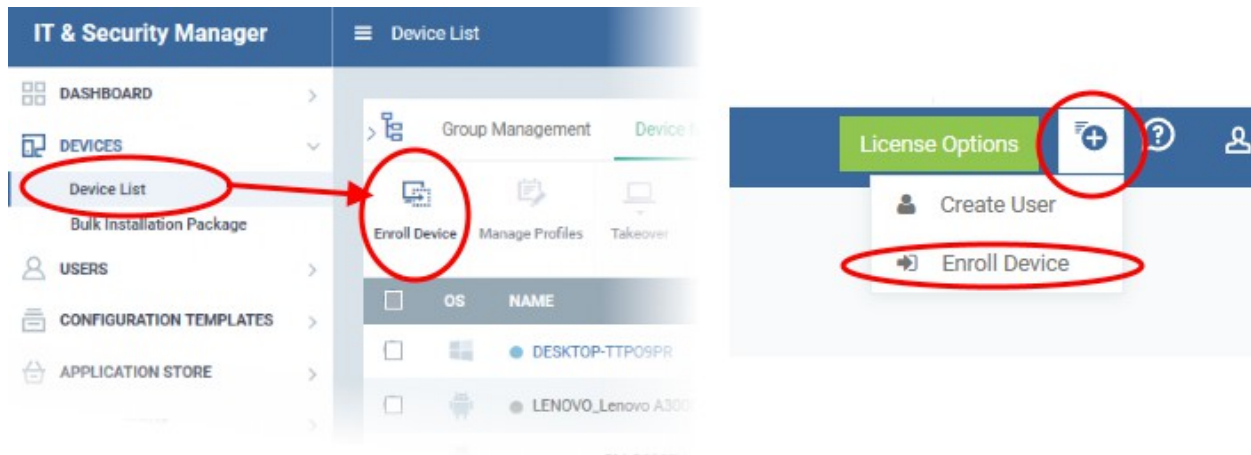 IT & Security Manager
Device List
DASHBOARD
DEVICES
Device List
Bulk Installation Package
USERS
CONFIGURATION TEMPLATES
APPLICATION STORE
Group Management
Device
Enroll Device
Manage Profiles
Takeover
OS
NAME
DESKTOP-TTPO9PR
LENOVO_Lenovo
License Options
Create User
Enroll Device